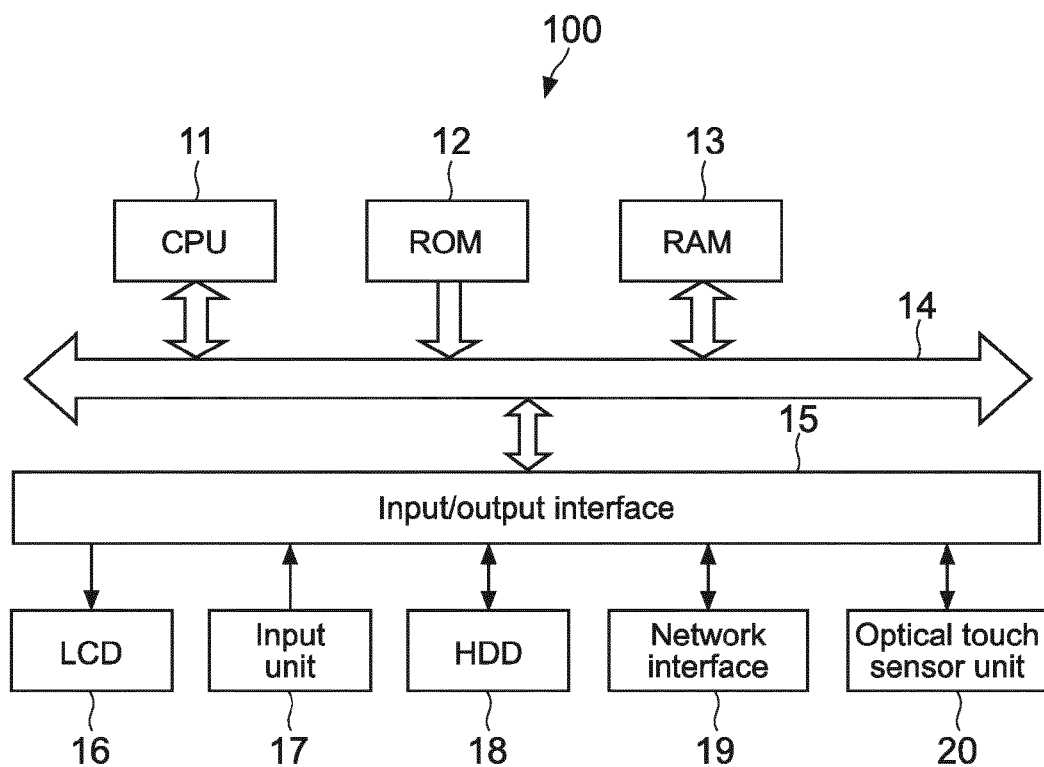 100
11
12
13
CPU
ROM
RAM
14
15
Input/output interface
LCD
Input
unit
HDD
Network
interface
Optical touch
sensor unit
16
17
18
19
20